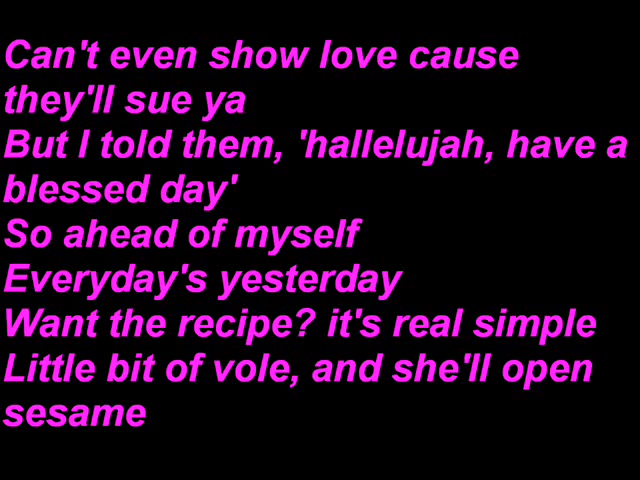 Can't even show love cause
they'll sue ya
But I told them, 'hallelujah, have a
blessed day'
So ahead of myself
Everyday's yesterday
Want the recipe? it's real simple
Little bit of vole, and she'll open
sesame